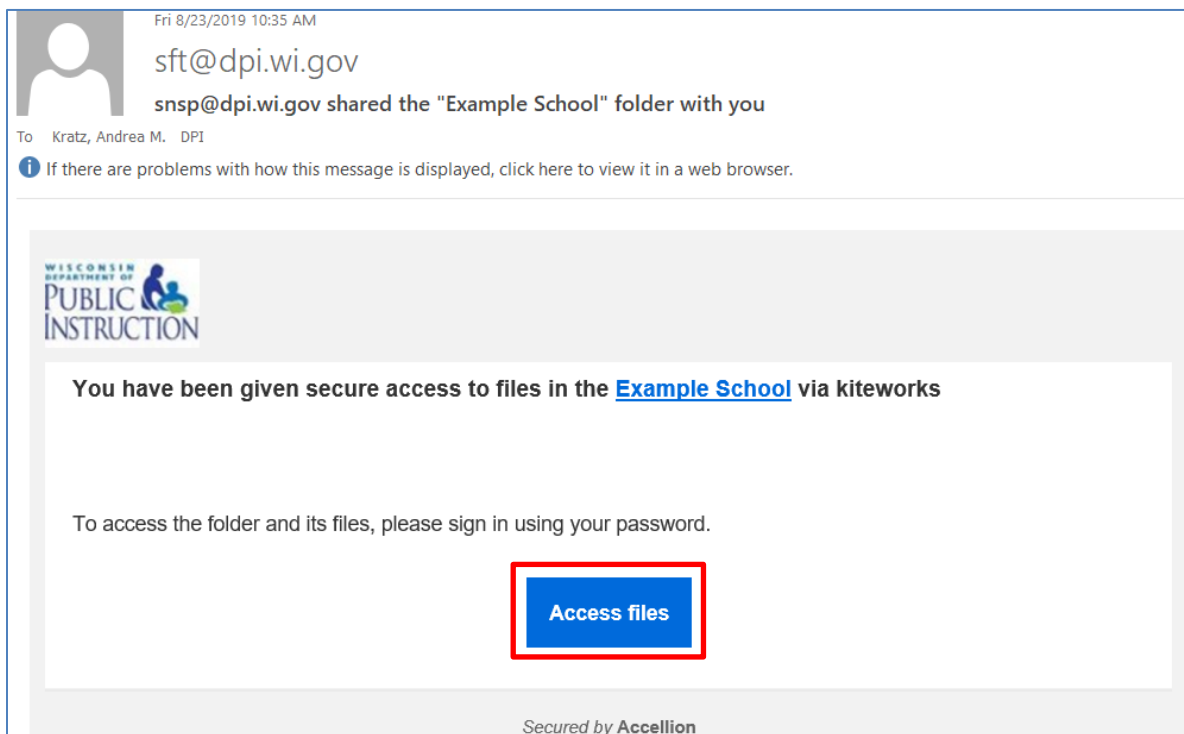 Fri 8/23/2019 10:35 AM
sft@dpi.wi.gov
snsp@dpi.wi.gov shared the "Example School" folder with you
To Kratz, Andrea M. DPI
If there are problems with how this message is displayed, click here to view it in a web browser.
WISCONSIN
DEPARTMENT OF
PUBLIC
INSTRUCTION
You have been given secure access to files in the Example School via kiteworks
To access the folder and its files, please sign in using your password.
Access files
Secured by Accellion